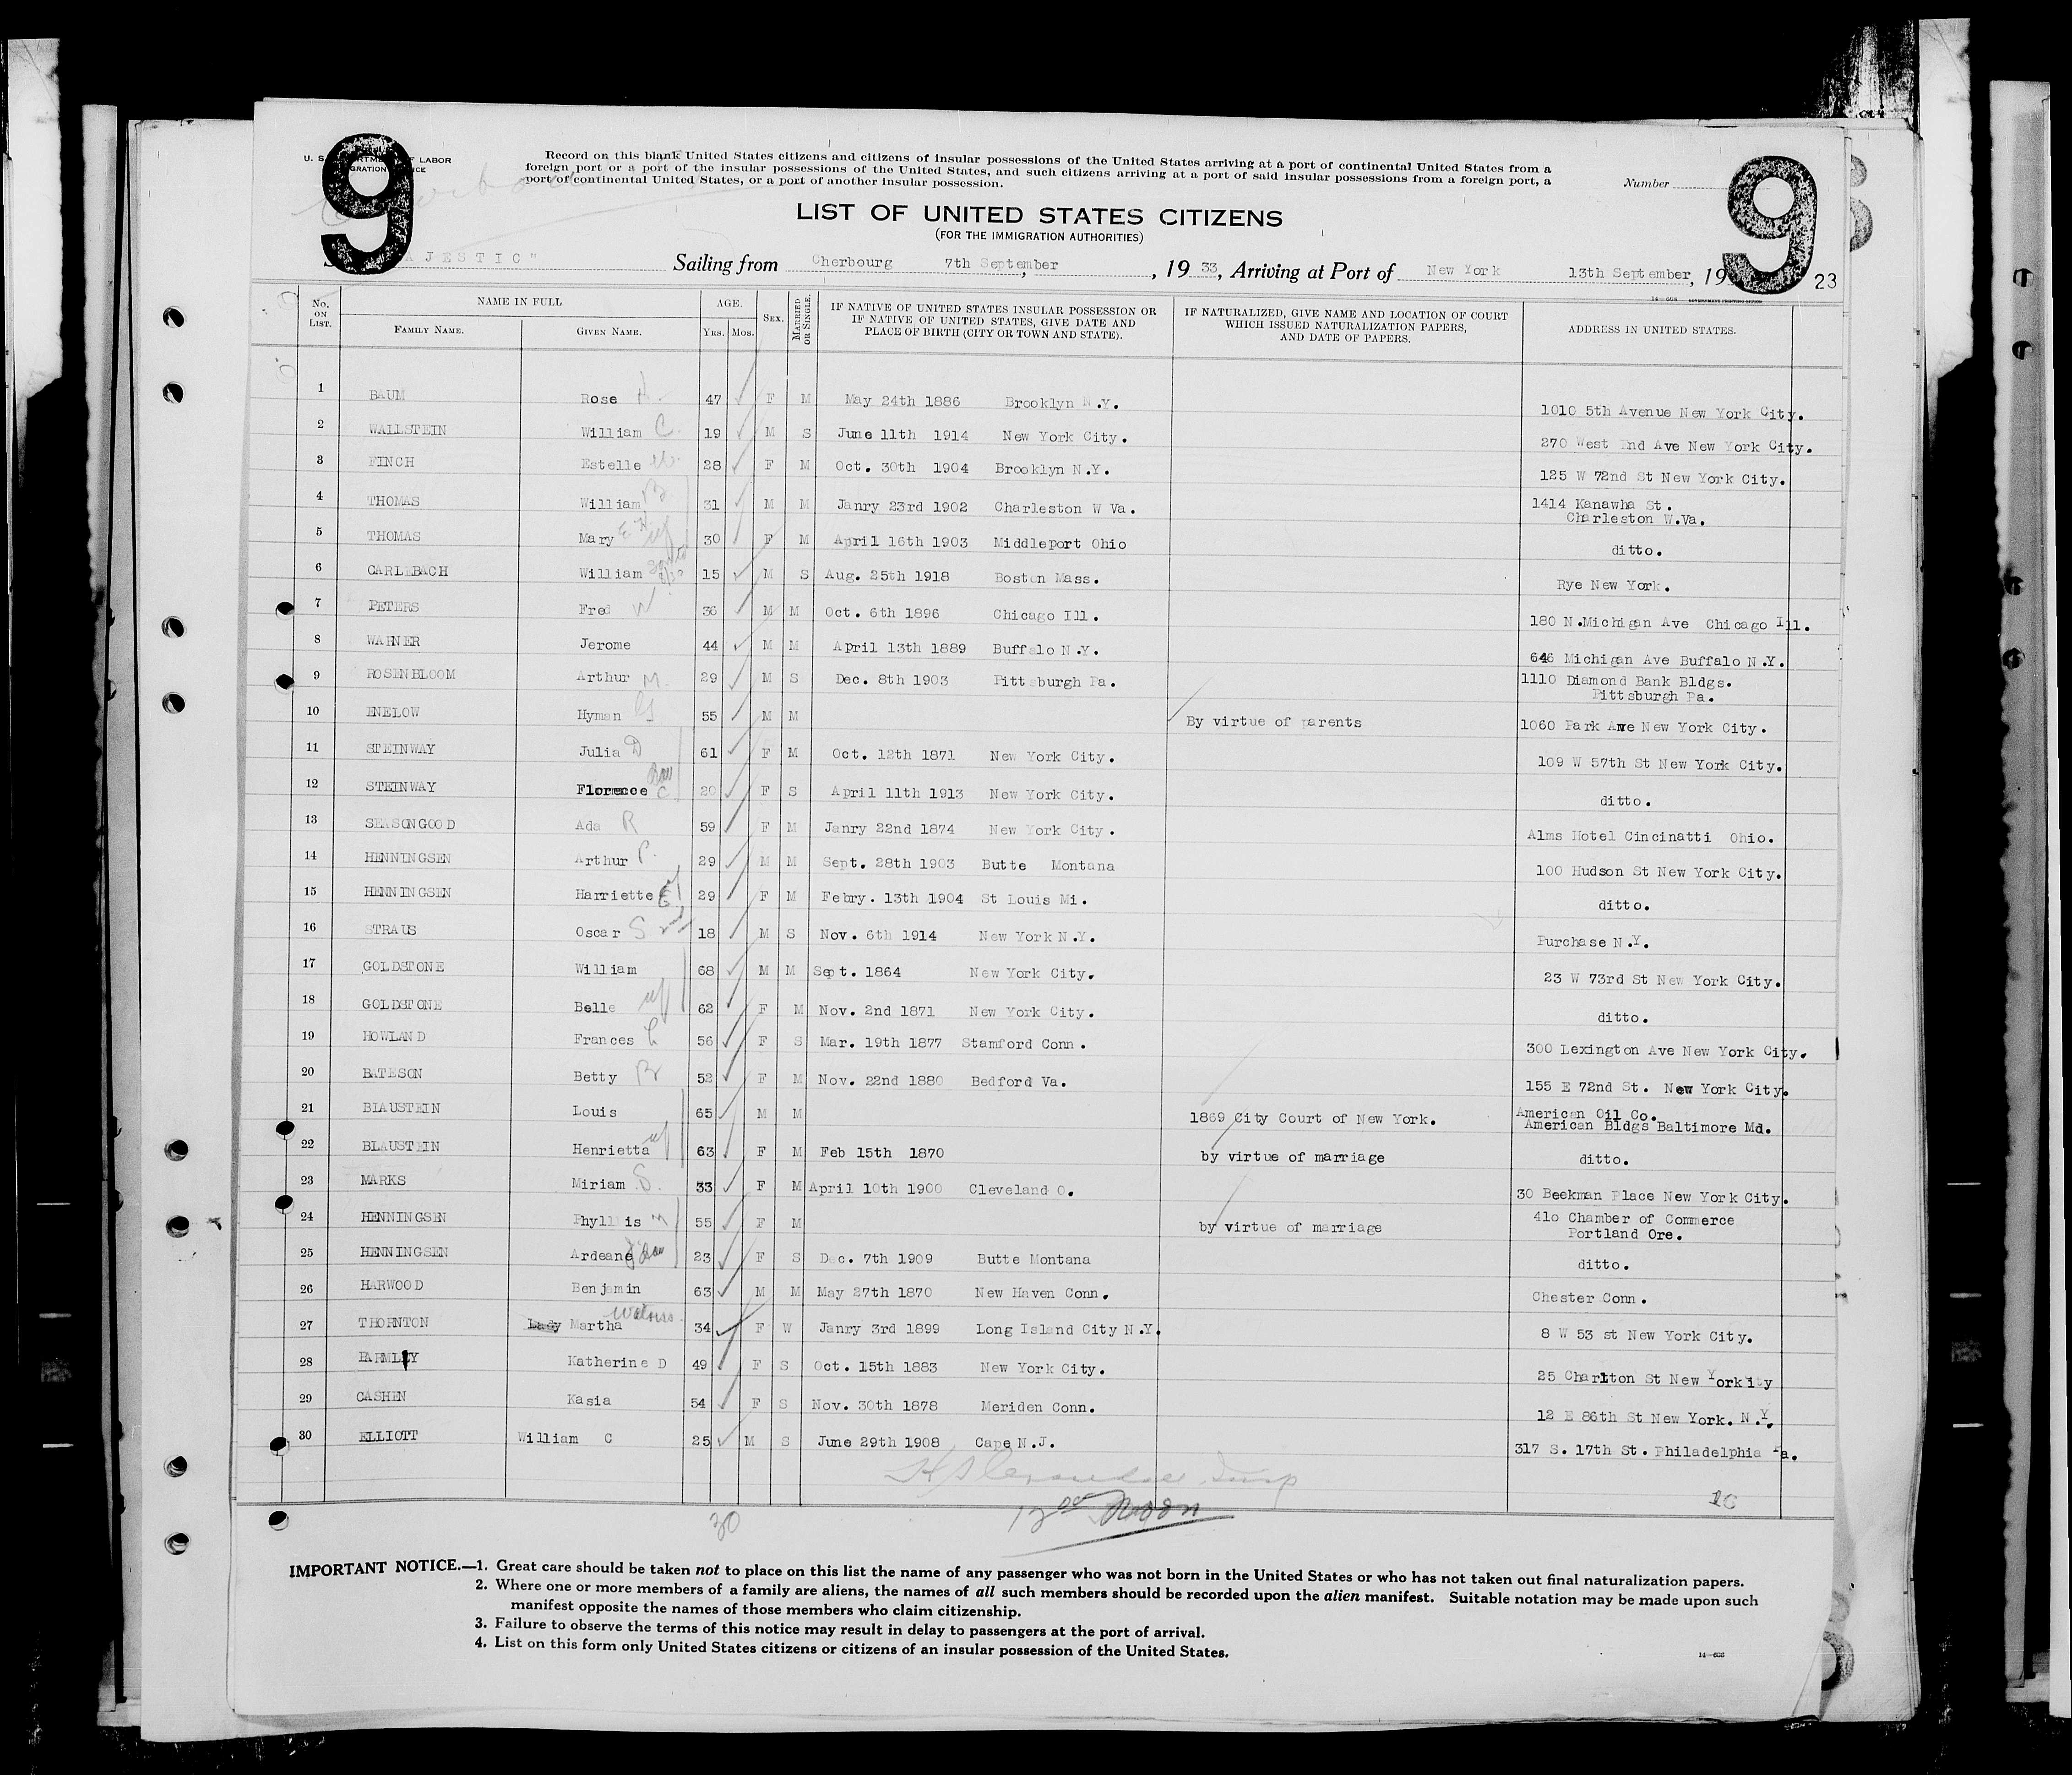 9
9
U. S. DEPARTMENT OF LABOR
IMMIGRATION SERVICE
Record on this blank United States citizens and citizens of insular possessions of the United States arriving at a port of continental United States from a
foreign port or a port of the insular possessions of the United States, and such citizens arriving at a port of said insular possessions from a foreign port, a
port of continental United States, or a port of another insular possession.
Number
LIST OF UNITED STATES CITIZENS
(FOR THE IMMIGRATION AUTHORITIES)
AJESTIC" Sailing from Cherbourg 7th September, 19 33, Arriving at Port of New York 13th September, 19 23
No. ON LIST. NAME IN FULL AGE. SEX. MARRIED OR SINGLE. IF NATIVE OF UNITED STATES INSULAR POSSESSION OR IF NATIVE OF UNITED STATES, GIVE DATE AND PLACE OF BIRTH (CITY OR TOWN AND STATE). IF NATURALIZED, GIVE NAME AND LOCATION OF COURT WHICH ISSUED NATURALIZATION PAPERS, AND DATE OF PAPERS. ADDRESS IN UNITED STATES.
FAMILY NAME. GIVEN NAME. YRS. MOS.
1 BAUM Rose H. 47 F M May 24th 1886 Brooklyn N.Y. 1010 5th Avenue New York City.
2 WALLSTEIN William C. 19 M S June 11th 1914 New York City. 270 West End Ave New York City.
3 FINCH Estelle 28 F M Oct. 30th 1904 Brooklyn N.Y. 125 W 72nd St New York City.
4 THOMAS William B 31 M M Janry 23rd 1902 Charleston W Va. 1414 Kanawha St.
Charleston W.Va.
5 THOMAS Mary E H wf 30 F M April 16th 1903 Middleport Ohio ditto.
6 CARLEBACH William 15 M S Aug. 25th 1918 Boston Mass. Rye New York.
7 PETERS Fred W. 36 M M Oct. 6th 1896 Chicago Ill. 180 N.Michigan Ave Chicago Ill.
8 WARNER Jerome 44 M M April 13th 1889 Buffalo N.Y. 646 Michigan Ave Buffalo N.Y.
9 ROSENBLOOM Arthur M. 29 M S Dec. 8th 1903 Pittsburgh Pa. 1110 Diamond Bank Bldgs.
Pittsburgh Pa.
10 ENELOW Hyman G 55 M M By virtue of parents 1060 Park Ave New York City.
11 STEINWAY Julia D 61 F M Oct. 12th 1871 New York City. 109 W 57th St New York City.
12 STEINWAY Florence C dau 20 F S April 11th 1913 New York City. ditto.
13 SEASONGOOD Ada R 59 F M Janry 22nd 1874 New York City. Alms Hotel Cincinatti Ohio.
14 HENNINGSEN Arthur P. 29 M M Sept. 28th 1903 Butte Montana 100 Hudson St New York City.
15 HENNINGSEN Harriette E wf 29 F M Febry. 13th 1904 St Louis Mi. ditto.
16 STRAUS Oscar S 2nd 18 M S Nov. 6th 1914 New York N.Y. Purchase N.Y.
17 GOLDSTONE William 68 M M Sept. 1864 New York City. 23 W 73rd St New York City.
18 GOLDSTONE Belle wf 62 F M Nov. 2nd 1871 New York City. ditto.
19 HOWLAND Frances L 56 F S Mar. 19th 1877 Stamford Conn. 300 Lexington Ave New York City.
20 BATESON Betty B 52 F M Nov. 22nd 1880 Bedford Va. 155 E 72nd St. New York City.
21 BLAUSTEIN Louis 65 M M 1869 City Court of New York. American Oil Co.
American Bldgs Baltimore Md.
22 BLAUSTEIN Henrietta wf 63 F M Feb 15th 1870 by virtue of marriage ditto.
23 MARKS Miriam S. 33 F M April 10th 1900 Cleveland O. 30 Beekman Place New York City.
24 HENNINGSEN Phyllis M 55 F M by virtue of marriage 410 Chamber of Commerce
Portland Ore.
25 HENNINGSEN Ardeane J dau 23 F S Dec. 7th 1909 Butte Montana ditto.
26 HARWOOD Benjamin 63 M M May 27th 1870 New Haven Conn. Chester Conn.
27 THORNTON Lady Martha Watriss 34 F W Janry 3rd 1899 Long Island City N.Y. 8 W 53 st New York City.
28 PARMLY Katherine D 49 F S Oct. 15th 1883 New York City. 25 Charlton St New York ity
29 CASHEN Kasia 54 F S Nov. 30th 1878 Meriden Conn. 12 E 86th St New York. N.Y.
30 ELLIOTT William C 25 M S June 29th 1908 Cape N.J. 317 S. 17th St. Philadelphia Pa.
Insp
12 00 Noon
30
10
IMPORTANT NOTICE.—1. Great care should be taken not to place on this list the name of any passenger who was not born in the United States or who has not taken out final naturalization papers.
2. Where one or more members of a family are aliens, the names of all such members should be recorded upon the alien manifest. Suitable notation may be made upon such
manifest opposite the names of those members who claim citizenship.
3. Failure to observe the terms of this notice may result in delay to passengers at the port of arrival.
4. List on this form only United States citizens or citizens of an insular possession of the United States.